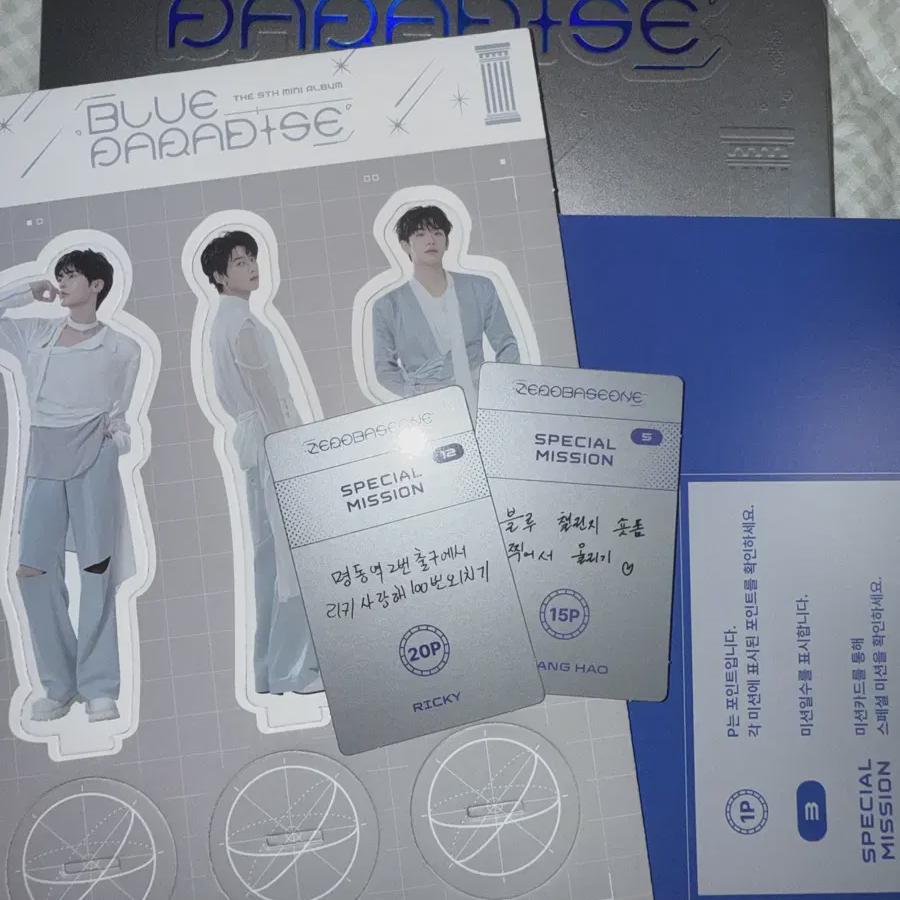 PARADISE
THE 5TH MINI ALBUM
BLUE
PARADISE
ZEROBASEONE
12
SPECIAL
MISSION
명동역 2번 출구에서
리키 사랑해 100번 외치기
20P
RICKY
ZEROBASEONE
5
SPECIAL
MISSION
블루 챌린지 숏폼
찍어서 올리기♡
15P
ANG HAO
1P
P는 포인트입니다.
각 미션에 표시된 포인트를 확인하세요.
3
미션일수를 표시합니다.
SPECIAL
MISSION
미션카드를 통해
스페셜 미션을 확인하세요.